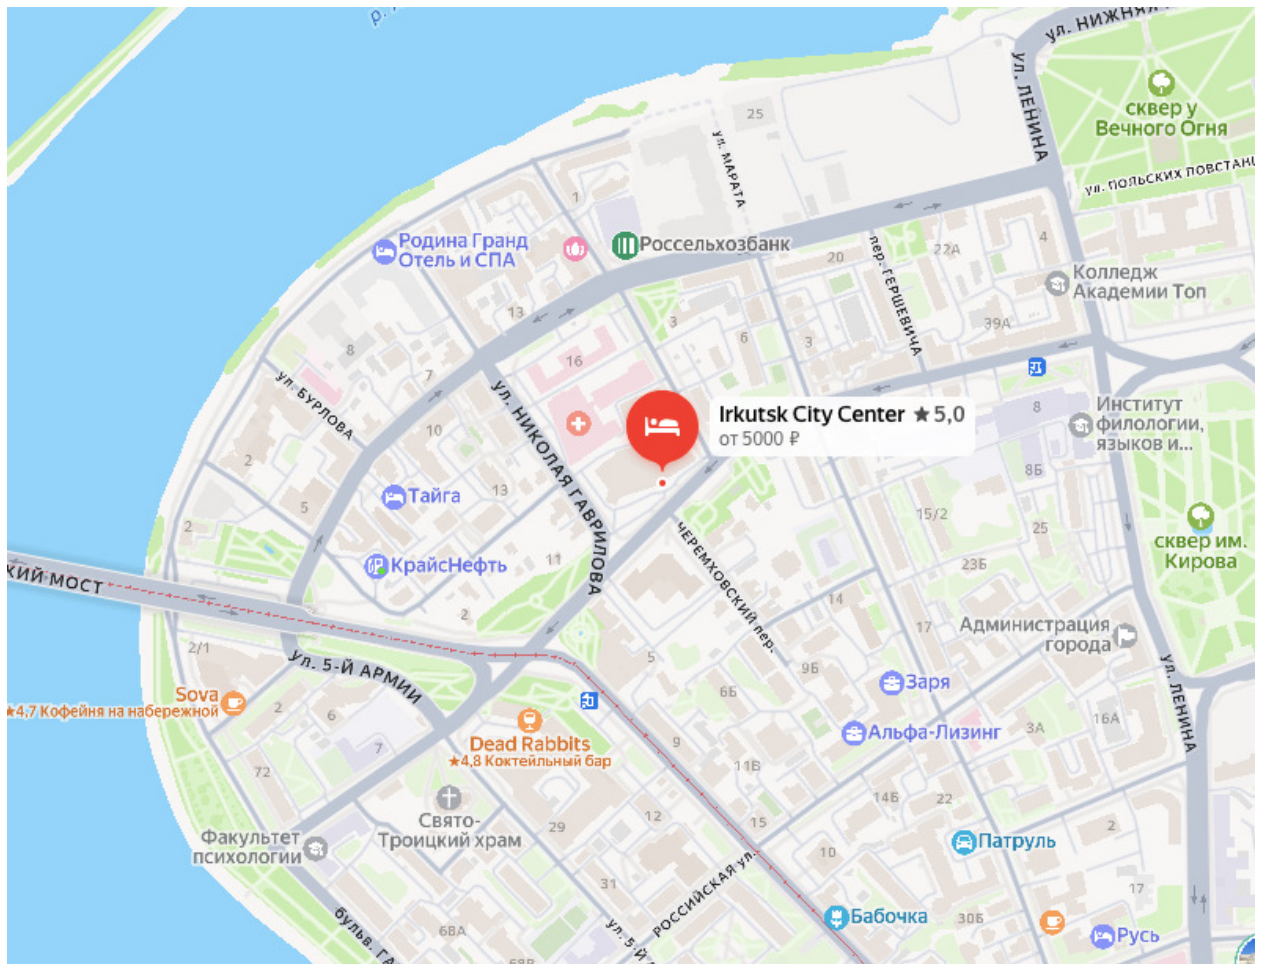 р.
ул. НИЖНЯЯ
ул. ЛЕНИНА
сквер у
Вечного Огня
25
ул. МАРАТА
ул. ПОЛЬСКИХ ПОВСТАНЦ
1
Родина Гранд
Отель и СПА
Россельхозбанк
20
пер. ГЕРШЕВИЧА
22А
4
Колледж
Академии Топ
13
3
6
3
39А
8
7
16
ул. БУРЛОВА
ул. НИКОЛАЯ ГАВРИЛОВА
Irkutsk City Center ★5,0
от 5000 ₽
8
Институт
филологии,
языков и...
10
2
13
Тайга
5
8Б
15/2
25
2
сквер им.
Кирова
ЧЕРЕМХОВСКИЙ пер.
11
КрайсНефть
23Б
КИЙ МОСТ
2
14
17
Администрация
города
2/1
ул. 5-Й АРМИИ
5
9Б
6Б
Заря
ул. ЛЕНИНА
Sova
★4,7 Кофейня на набережной
2
6
7
Dead Rabbits
★4,8 Коктейльный бар
9
Альфа-Лизинг
3А
16А
72
11Б
14Б
22
Свято-
Троицкий храм
29
12
15
2
Факультет
психологии
10
Патруль
31
РОССИЙСКАЯ ул.
17
бульв. ГА
68А
ул. 5-Й
Бабочка
30Б
Русь
68Б